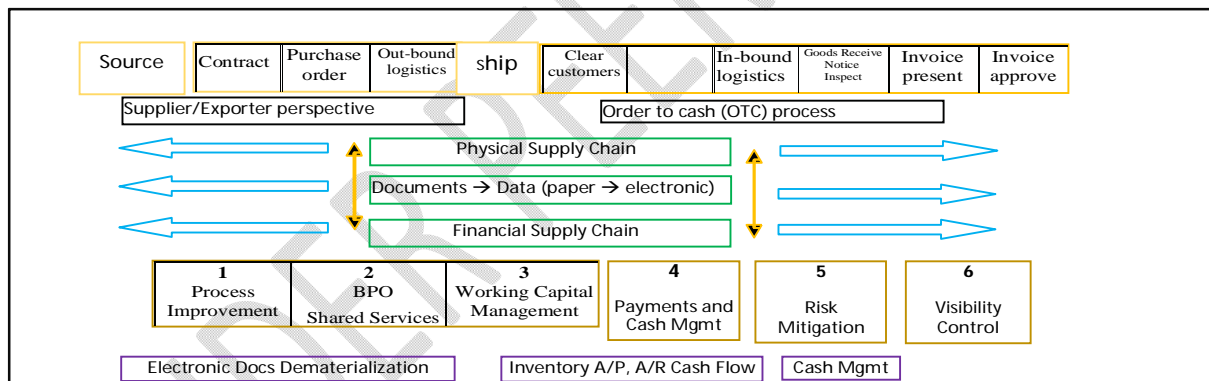 Source
Contract
Purchase
order
Out-bound
logistics
ship
Clear
customers
In-bound
logistics
Goods Receive
Notice
Inspect
Invoice
present
Invoice
approve
Supplier/Exporter perspective
Order to cash (OTC) process
Physical Supply Chain
Documents → Data (paper → electronic)
Financial Supply Chain
1
Process
Improvement
2
BPO
Shared Services
3
Working Capital
Management
4
Payments and
Cash Mgmt
5
Risk
Mitigation
6
Visibility
Control
Electronic Docs Dematerialization
Inventory A/P, A/R Cash Flow
Cash Mgmt